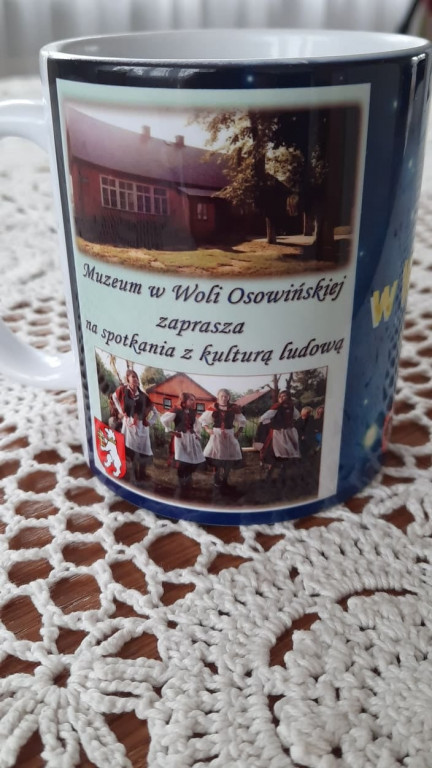 Muzeum w Woli Osowińskiej
zaprasza
na spotkania z kulturą ludową
w